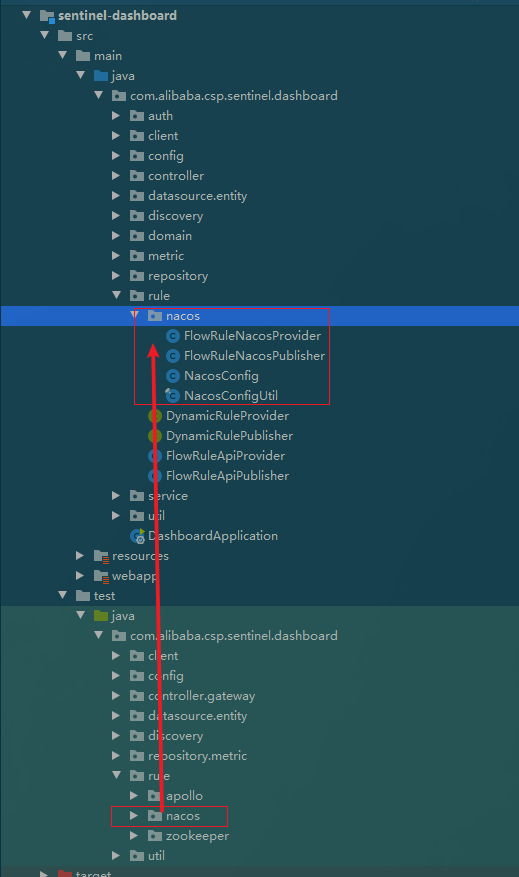 sentinel-dashboard
src
main
java
com.alibaba.csp.sentinel.dashboard
auth
client
config
controller
datasource.entity
discovery
domain
metric
repository
rule
nacos
FlowRuleNacosProvider
FlowRuleNacosPublisher
NacosConfig
NacosConfigUtil
DynamicRuleProvider
DynamicRulePublisher
FlowRuleApiProvider
FlowRuleApiPublisher
service
util
DashboardApplication
resources
webapp
test
java
com.alibaba.csp.sentinel.dashboard
client
config
controller.gateway
datasource.entity
discovery
repository.metric
rule
apollo
nacos
zookeeper
util
target